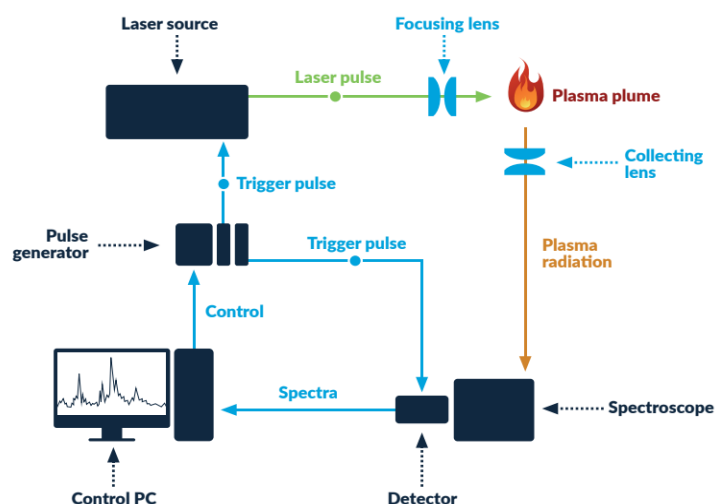 Laser source
Focusing lens
Laser pulse
Plasma plume
Collecting
lens
Trigger pulse
Pulse
generator
Trigger pulse
Plasma
radiation
Control
Spectra
Spectroscope
Control PC
Detector